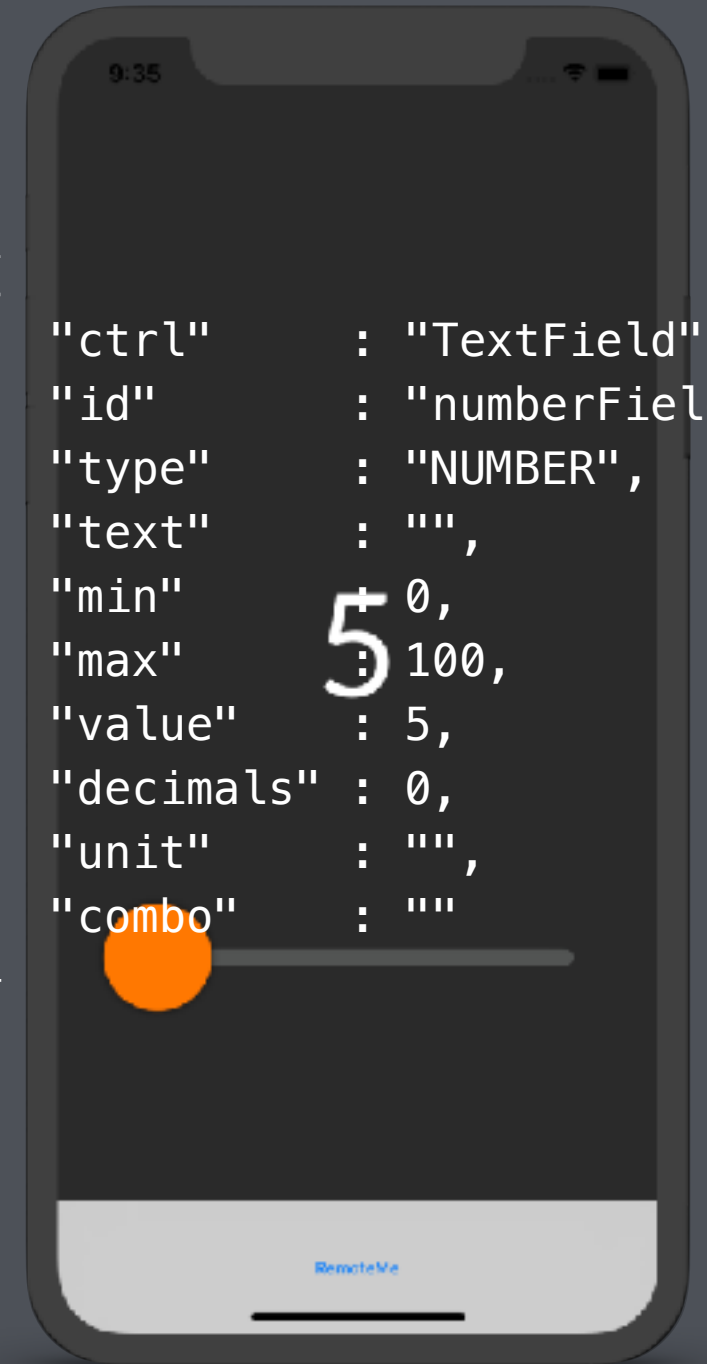 9:35
"ctrl" : "TextField"
"id" : "numberFiel
"type" : "NUMBER",
"text" : "",
"min" : 0,
5
"max" : 100,
"value" : 5,
"decimals" : 0,
"unit" : "",
"combo" : ""
RemoteMe